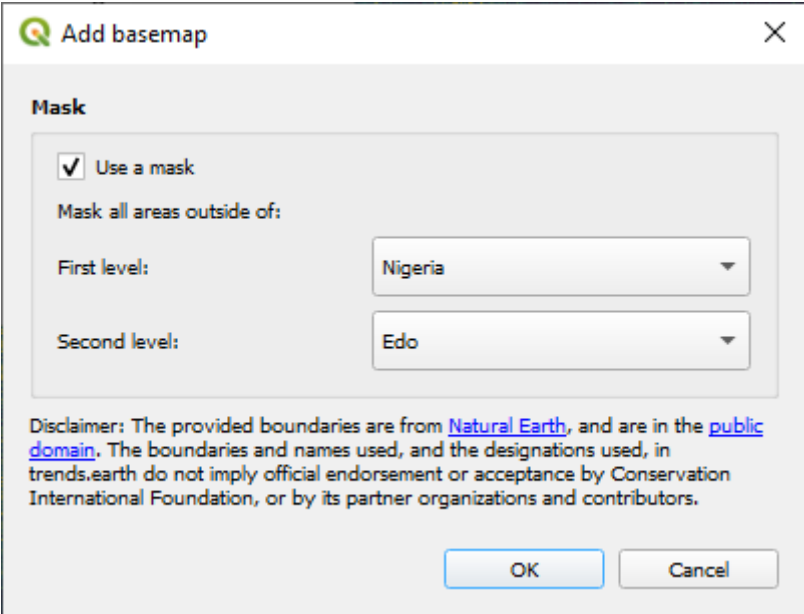 Add basemap
Mask
Use a mask
Mask all areas outside of:
First level: Nigeria
Second level: Edo
Disclaimer: The provided boundaries are from Natural Earth, and are in the public
domain. The boundaries and names used, and the designations used, in
trends.earth do not imply official endorsement or acceptance by Conservation
International Foundation, or by its partner organizations and contributors.
OK Cancel